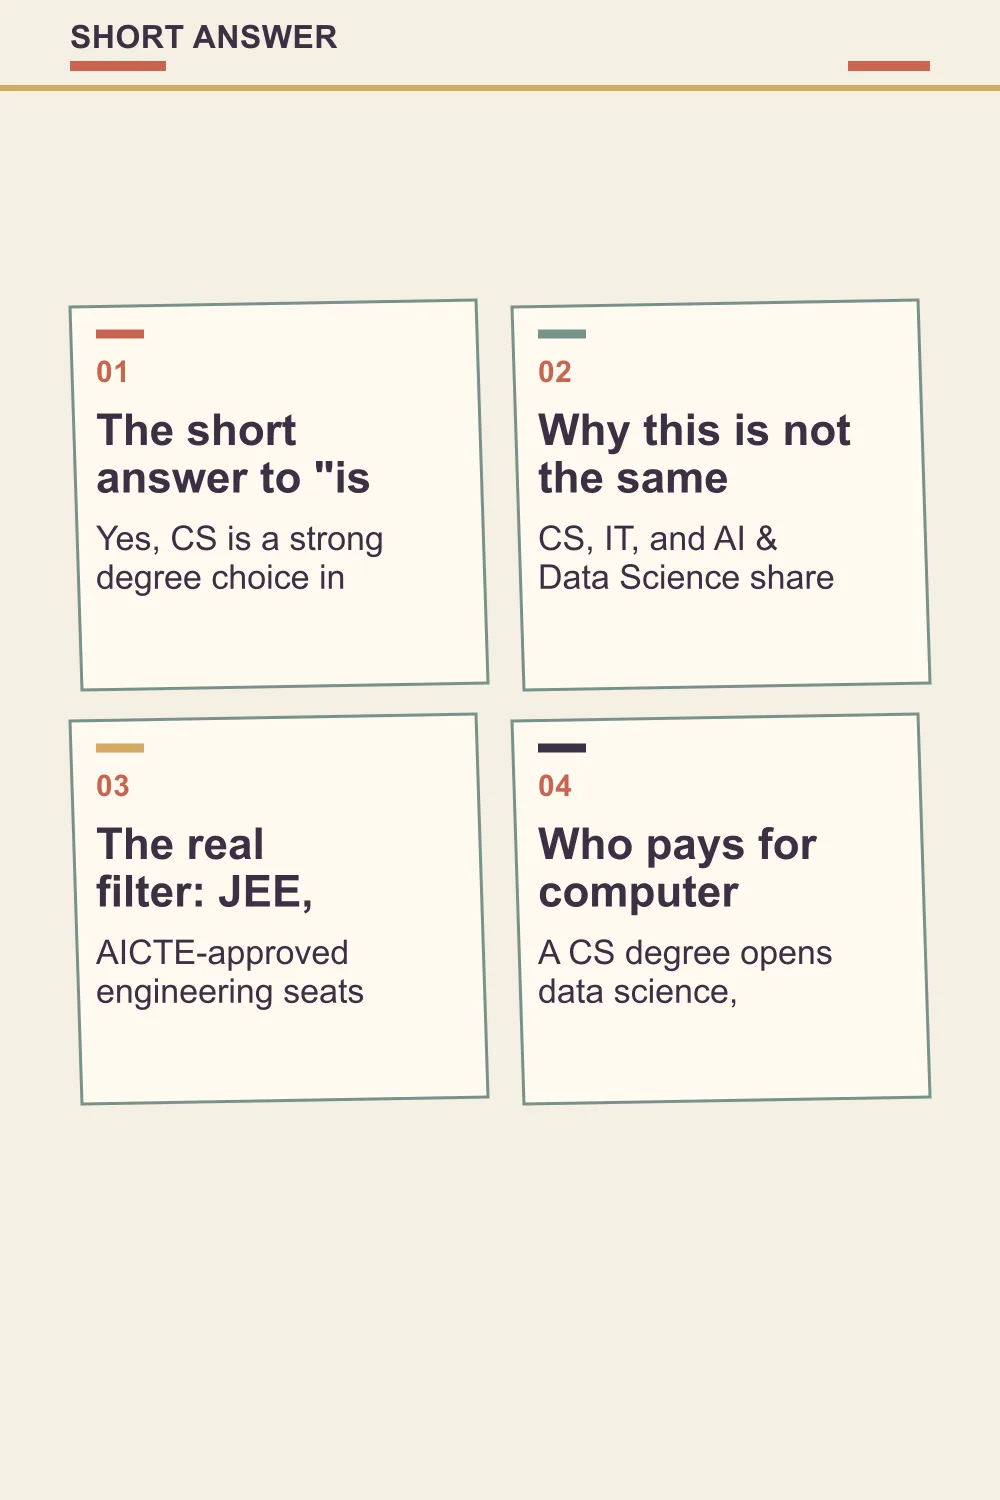 SHORT ANSWER
01
The short
answer to "is
Yes, CS is a strong
degree choice in
02
Why this is not
the same
CS, IT, and AI &
Data Science share
03
The real
filter: JEE,
AICTE-approved
engineering seats
04
Who pays for
computer
A CS degree opens
data science,